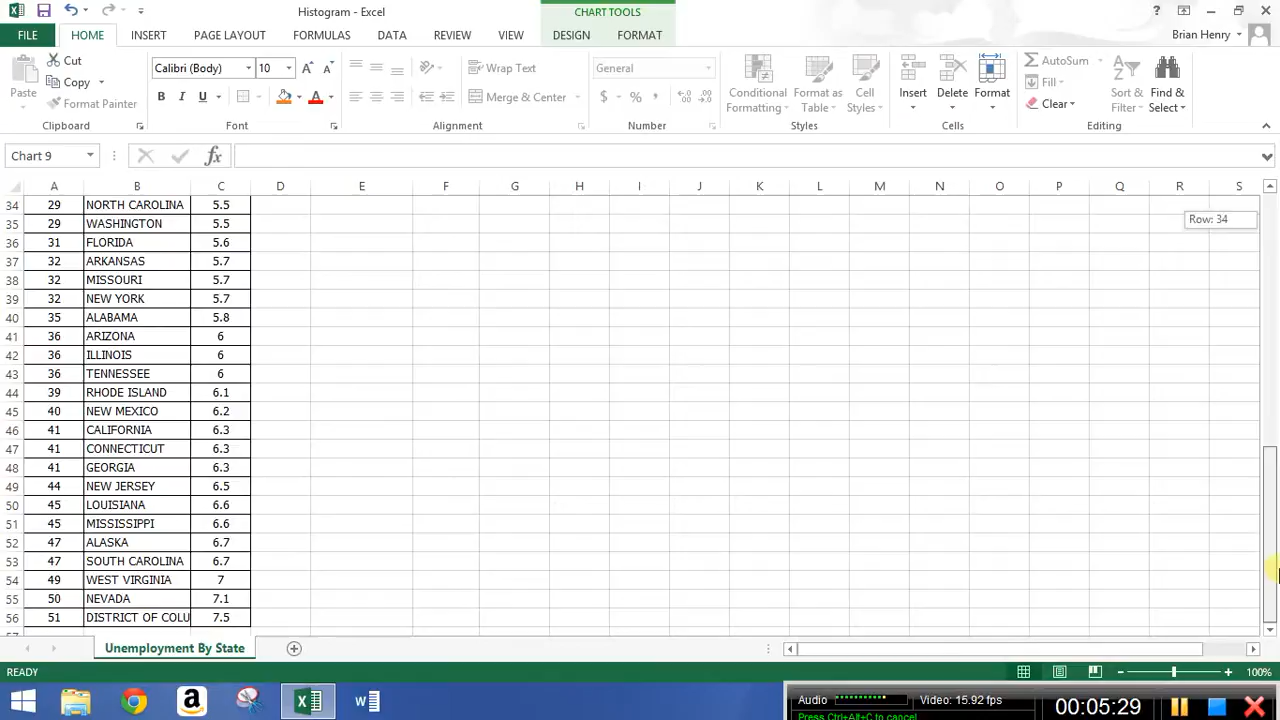 Histogram - Excel
CHART TOOLS
?
FILE HOME INSERT PAGE LAYOUT FORMULAS DATA REVIEW VIEW DESIGN FORMAT
Brian Henry
Paste
Cut
Copy
Format Painter
Clipboard
Calibri (Body) 10
B I U A
Font
Wrap Text
Merge & Center
Alignment
General
$ % ,
Number
Conditional Formatting
Format as Table
Cell Styles
Styles
Insert
Delete
Format
Cells
AutoSum
Fill
Clear
Sort & Filter
Find & Select
Editing
Chart 9
fx
A B C D E F G H I J K L M N O P Q R S
Row: 34
34 29 NORTH CAROLINA 5.5
35 29 WASHINGTON 5.5
36 31 FLORIDA 5.6
37 32 ARKANSAS 5.7
38 32 MISSOURI 5.7
39 32 NEW YORK 5.7
40 35 ALABAMA 5.8
41 36 ARIZONA 6
42 36 ILLINOIS 6
43 36 TENNESSEE 6
44 39 RHODE ISLAND 6.1
45 40 NEW MEXICO 6.2
46 41 CALIFORNIA 6.3
47 41 CONNECTICUT 6.3
48 41 GEORGIA 6.3
49 44 NEW JERSEY 6.5
50 45 LOUISIANA 6.6
51 45 MISSISSIPPI 6.6
52 47 ALASKA 6.7
53 47 SOUTH CAROLINA 6.7
54 49 WEST VIRGINIA 7
55 50 NEVADA 7.1
56 51 DISTRICT OF COLU 7.5
Unemployment By State
READY
100%
Audio
Video: 15.92 fps
00:05:29
Press Ctrl+Alt+C to cancel